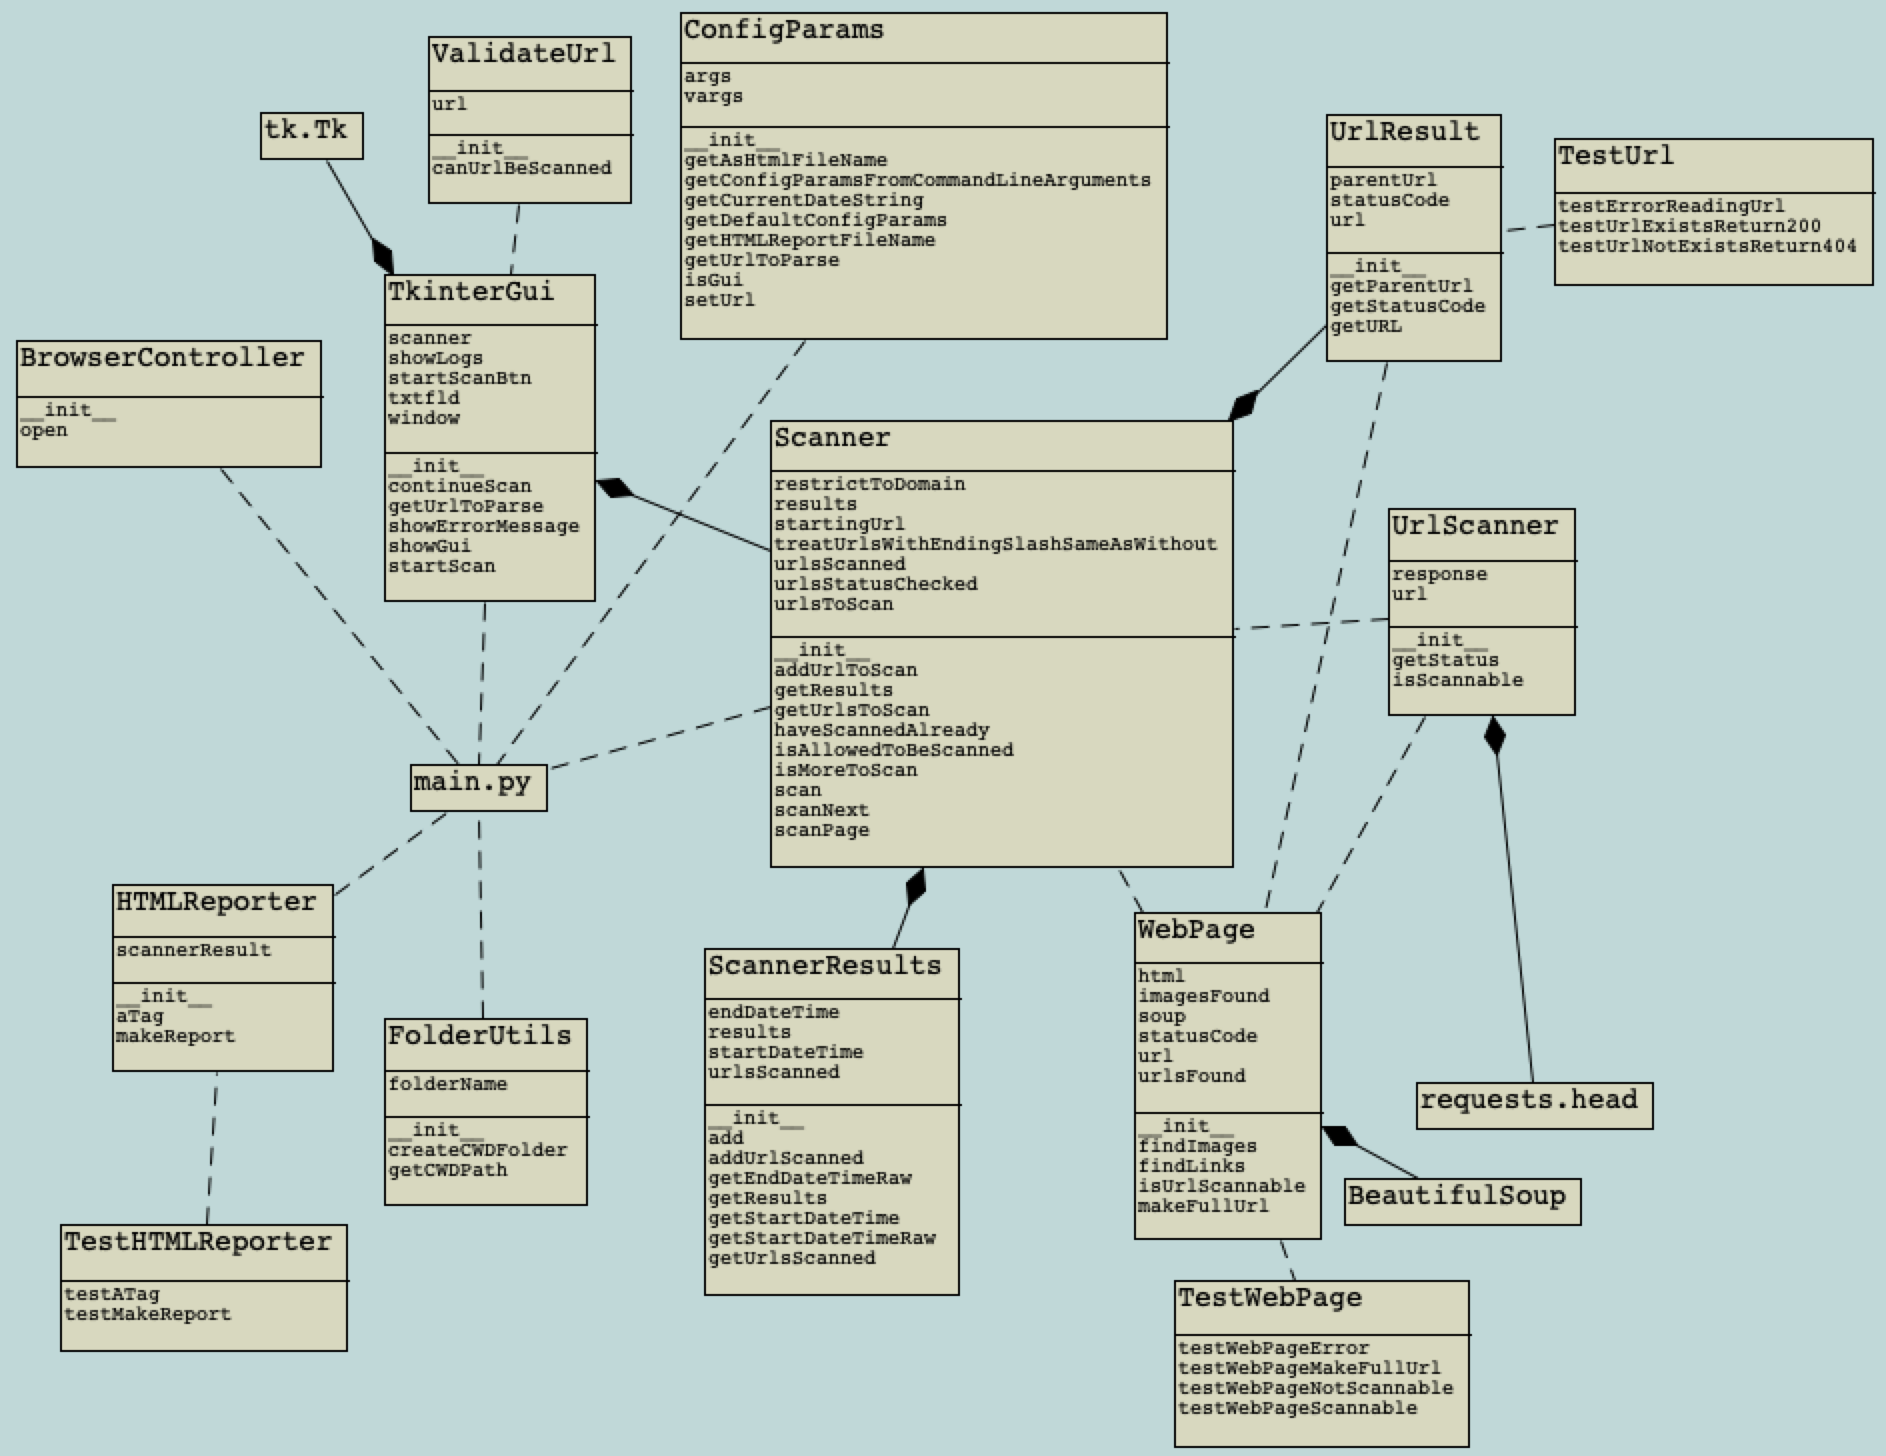 ConfigParams
args
vargs
__init__
getAsHtmlFileName
getConfigParamsFromCommandLineArguments
getCurrentDateString
getDefaultConfigParams
getHTMLReportFileName
getUrlToParse
isGui
setUrl
ValidateUrl
url
__init__
canUrlBeScanned
tk.Tk
UrlResult
parentUrl
statusCode
url
__init__
getParentUrl
getStatusCode
getURL
TestUrl
testErrorReadingUrl
testUrlExistsReturn200
testUrlNotExistsReturn404
TkinterGui
scanner
showLogs
startScanBtn
txtfld
window
__init__
continueScan
getUrlToParse
showErrorMessage
showGui
startScan
BrowserController
__init__
open
Scanner
restrictToDomain
results
startingUrl
treatUrlsWithEndingSlashSameAsWithout
urlsScanned
urlsStatusChecked
urlsToScan
__init__
addUrlToScan
getResults
getUrlsToScan
haveScannedAlready
isAllowedToBeScanned
isMoreToScan
scan
scanNext
scanPage
UrlScanner
response
url
__init__
getStatus
isScannable
main.py
HTMLReporter
scannerResult
__init__
aTag
makeReport
FolderUtils
folderName
__init__
createCWDFolder
getCWDPath
ScannerResults
endDateTime
results
startDateTime
urlsScanned
__init__
add
addUrlScanned
getEndDateTimeRaw
getResults
getStartDateTime
getStartDateTimeRaw
getUrlsScanned
WebPage
html
imagesFound
soup
statusCode
url
urlsFound
__init__
findImages
findLinks
isUrlScannable
makeFullUrl
requests.head
BeautifulSoup
TestHTMLReporter
testATag
testMakeReport
TestWebPage
testWebPageError
testWebPageMakeFullUrl
testWebPageNotScannable
testWebPageScannable